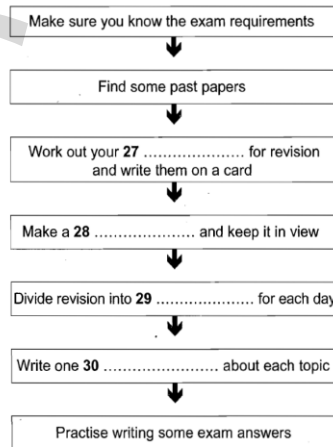 Make sure you know the exam requirements
Find some past papers
Work out your 27 ........................ for revision
and write them on a card
Make a 28 ........................ and keep it in view
Divide revision into 29 ........................ for each day
Write one 30 ........................ about each topic
Practise writing some exam answers